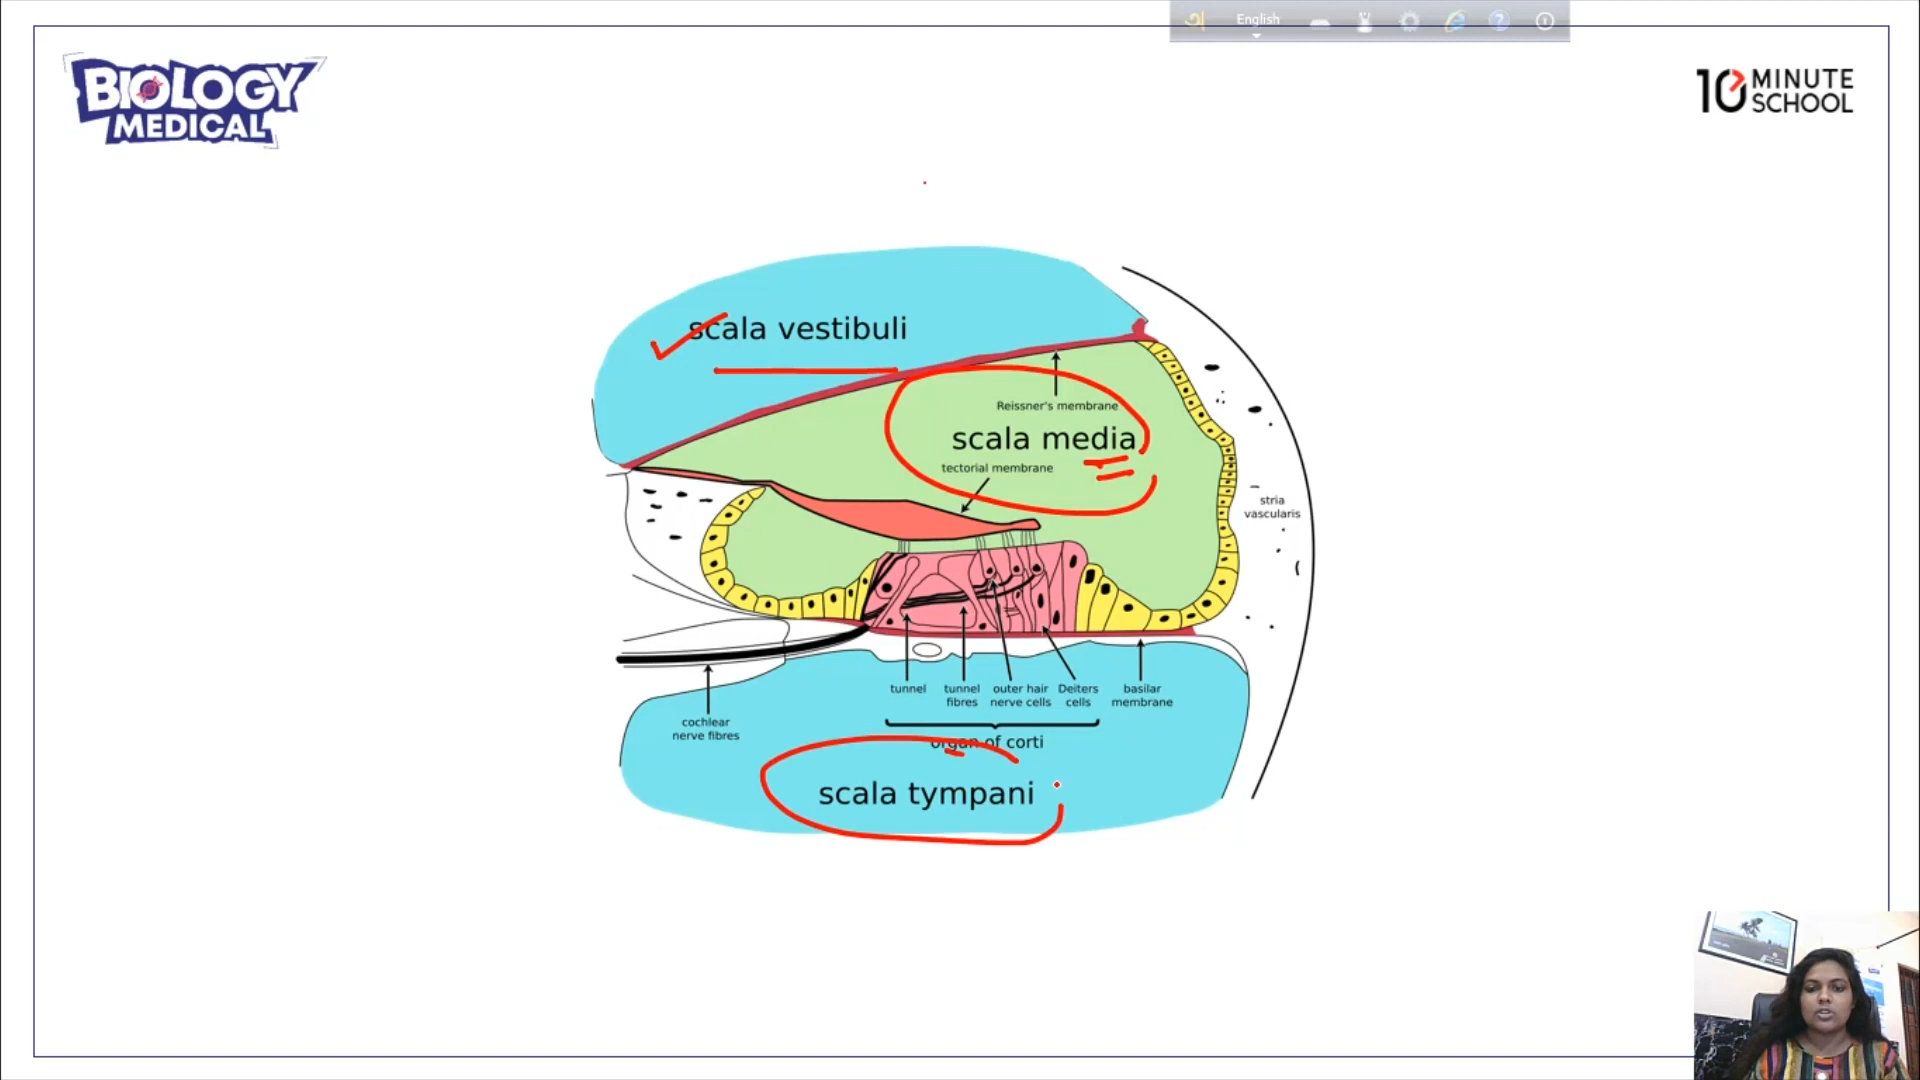 অ English
BIOLOGY
MEDICAL
10 MINUTE
SCHOOL
scala vestibuli
Reissner's membrane
scala media
tectorial membrane
stria
vascularis
tunnel
tunnel
fibres
outer hair
nerve cells
Deiters
cells
basilar
membrane
cochlear
nerve fibres
organ of corti
scala tympani